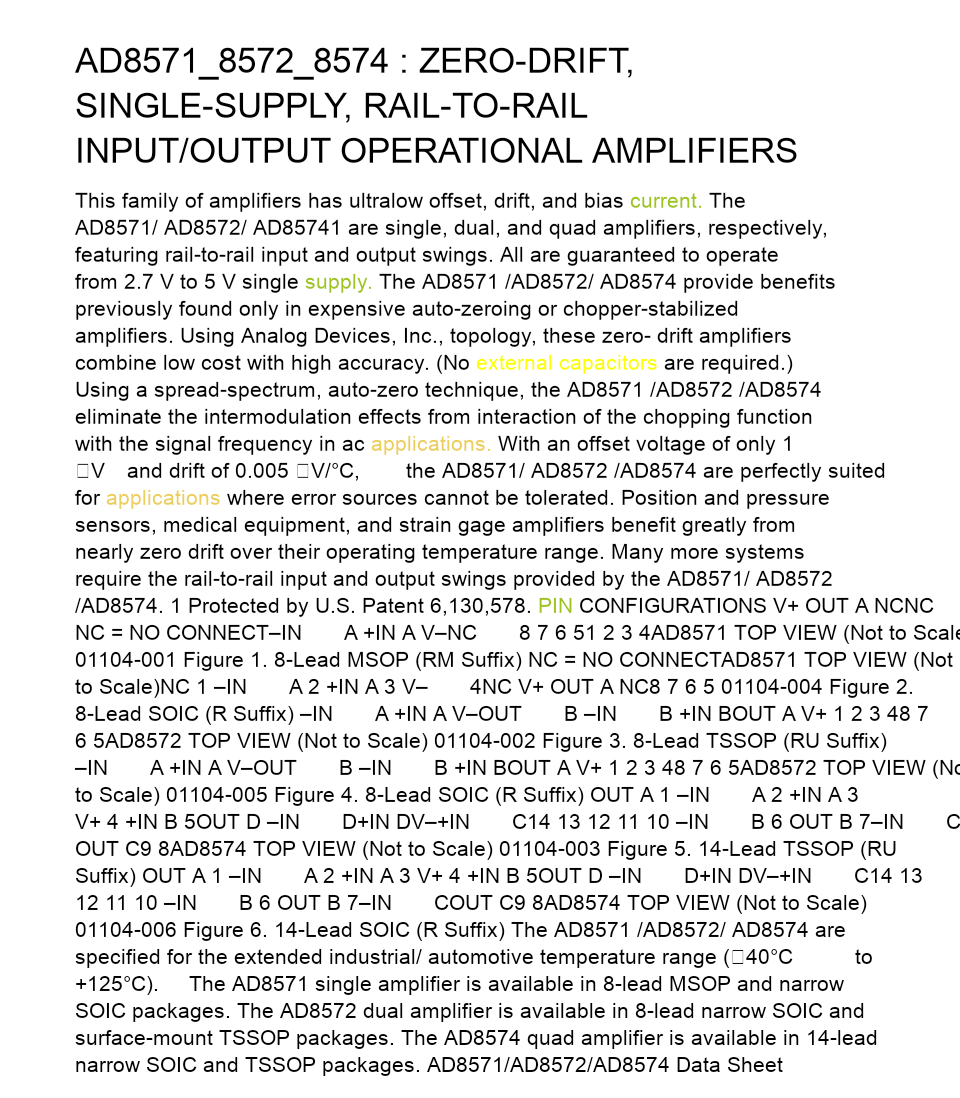 AD8571_8572_8574 : ZERO-DRIFT,
SINGLE-SUPPLY, RAIL-TO-RAIL
INPUT/OUTPUT OPERATIONAL AMPLIFIERS
This family of amplifiers has ultralow offset, drift, and bias current. The
AD8571/ AD8572/ AD85741 are single, dual, and quad amplifiers, respectively,
featuring rail-to-rail input and output swings. All are guaranteed to operate
from 2.7 V to 5 V single supply. The AD8571 /AD8572/ AD8574 provide benefits
previously found only in expensive auto-zeroing or chopper-stabilized
amplifiers. Using Analog Devices, Inc., topology, these zero- drift amplifiers
combine low cost with high accuracy. (No external capacitors are required.)
Using a spread-spectrum, auto-zero technique, the AD8571 /AD8572 /AD8574
eliminate the intermodulation effects from interaction of the chopping function
with the signal frequency in ac applications. With an offset voltage of only 1
□V and drift of 0.005 □V/°C, the AD8571/ AD8572 /AD8574 are perfectly suited
for applications where error sources cannot be tolerated. Position and pressure
sensors, medical equipment, and strain gage amplifiers benefit greatly from
nearly zero drift over their operating temperature range. Many more systems
require the rail-to-rail input and output swings provided by the AD8571/ AD8572
/AD8574. 1 Protected by U.S. Patent 6,130,578. PIN CONFIGURATIONS V+ OUT A NCNC
NC = NO CONNECT–IN A +IN A V–NC 8 7 6 51 2 3 4AD8571 TOP VIEW (Not to Scale
01104-001 Figure 1. 8-Lead MSOP (RM Suffix) NC = NO CONNECTAD8571 TOP VIEW (Not
to Scale)NC 1 –IN A 2 +IN A 3 V– 4NC V+ OUT A NC8 7 6 5 01104-004 Figure 2.
8-Lead SOIC (R Suffix) –IN A +IN A V–OUT B –IN B +IN BOUT A V+ 1 2 3 48 7
6 5AD8572 TOP VIEW (Not to Scale) 01104-002 Figure 3. 8-Lead TSSOP (RU Suffix)
–IN A +IN A V–OUT B –IN B +IN BOUT A V+ 1 2 3 48 7 6 5AD8572 TOP VIEW (No
to Scale) 01104-005 Figure 4. 8-Lead SOIC (R Suffix) OUT A 1 –IN A 2 +IN A 3
V+ 4 +IN B 5OUT D –IN D+IN DV–+IN C14 13 12 11 10 –IN B 6 OUT B 7–IN C
OUT C9 8AD8574 TOP VIEW (Not to Scale) 01104-003 Figure 5. 14-Lead TSSOP (RU
Suffix) OUT A 1 –IN A 2 +IN A 3 V+ 4 +IN B 5OUT D –IN D+IN DV–+IN C14 13
12 11 10 –IN B 6 OUT B 7–IN COUT C9 8AD8574 TOP VIEW (Not to Scale)
01104-006 Figure 6. 14-Lead SOIC (R Suffix) The AD8571 /AD8572/ AD8574 are
specified for the extended industrial/ automotive temperature range (□40°C to
+125°C). The AD8571 single amplifier is available in 8-lead MSOP and narrow
SOIC packages. The AD8572 dual amplifier is available in 8-lead narrow SOIC and
surface-mount TSSOP packages. The AD8574 quad amplifier is available in 14-lead
narrow SOIC and TSSOP packages. AD8571/AD8572/AD8574 Data Sheet